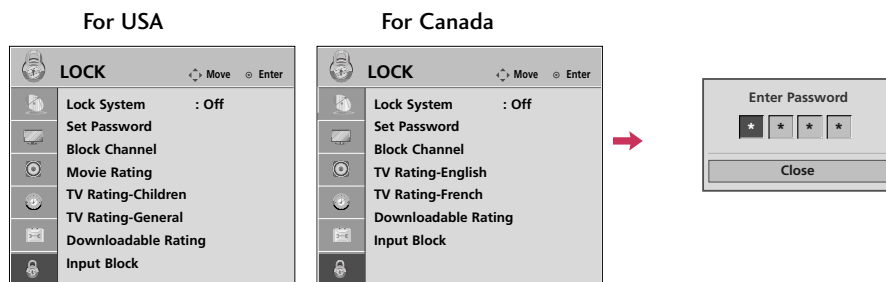 For USA
LOCK Move Enter
Lock System : Off
Set Password
Block Channel
Movie Rating
TV Rating-Children
TV Rating-General
Downloadable Rating
Input Block
For Canada
LOCK Move Enter
Lock System : Off
Set Password
Block Channel
TV Rating-English
TV Rating-French
Downloadable Rating
Input Block
Enter Password
* * * *
Close